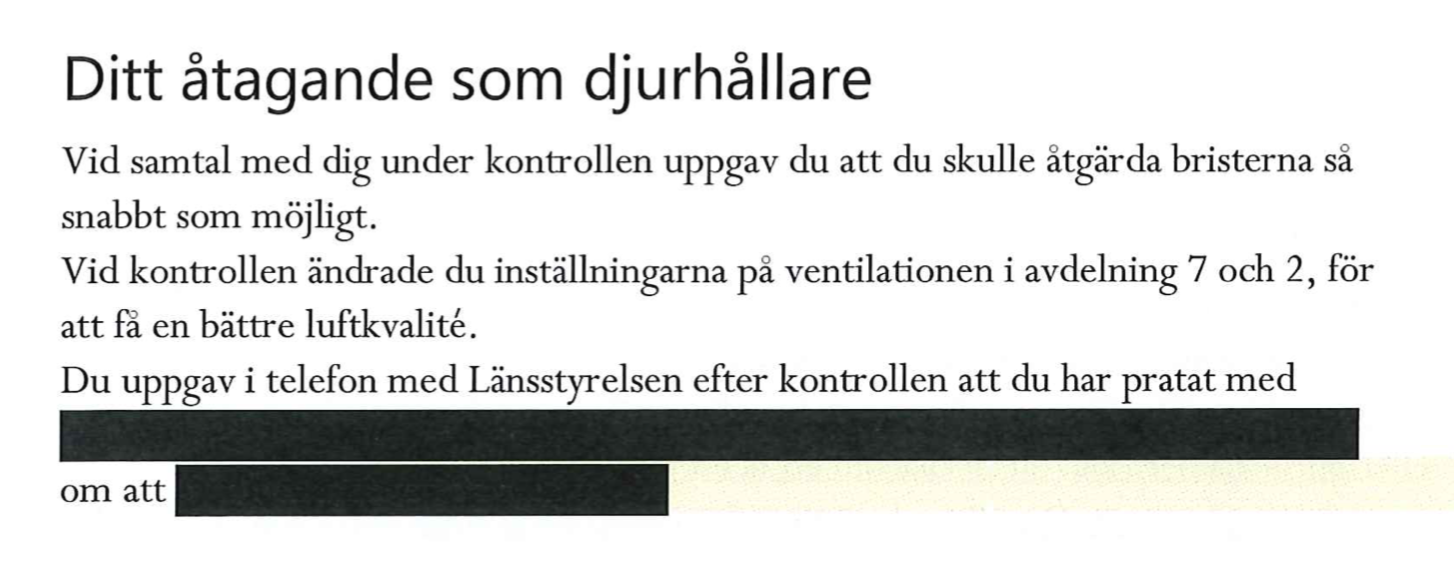 Ditt åtagande som djurhållare
Vid samtal med dig under kontrollen uppgav du att du skulle åtgärda bristerna så
snabbt som möjligt.
Vid kontrollen ändrade du inställningarna på ventilationen i avdelning 7 och 2, för
att få en bättre luftkvalité.
Du uppgav i telefon med Länsstyrelsen efter kontrollen att du har pratat med
om att